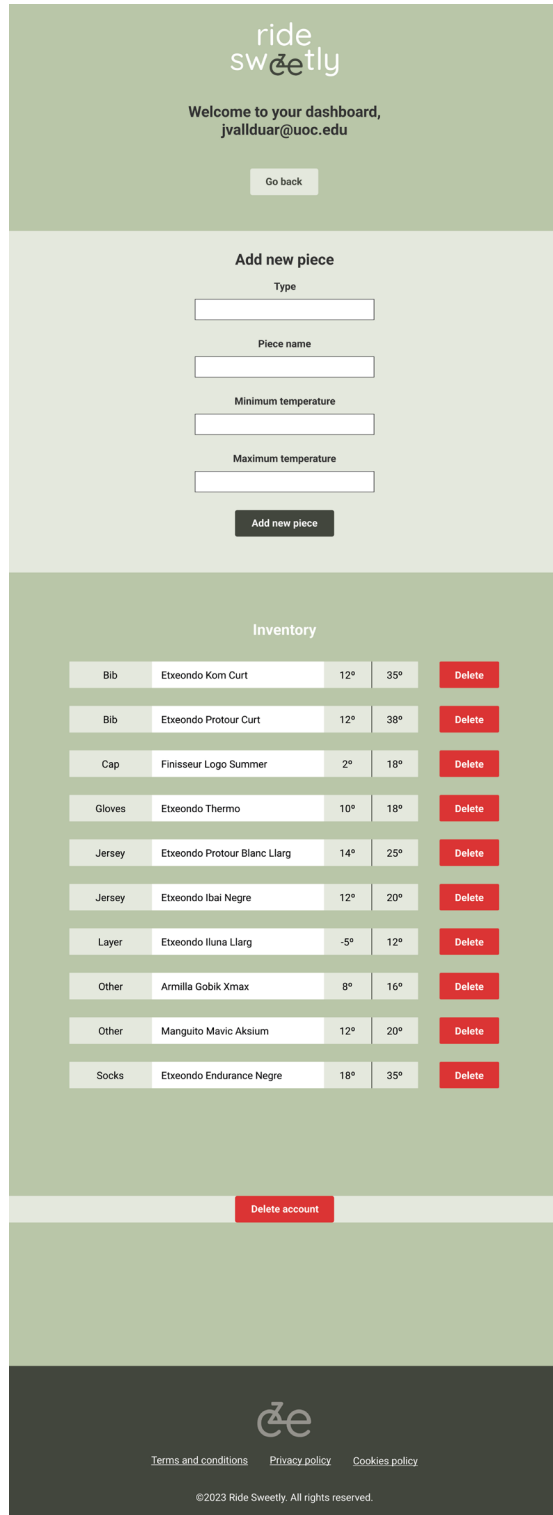 ride
sweetly
Welcome to your dashboard,
jvallduar@uoc.edu
Go back
Add new piece
Type
Piece name
Minimum temperature
Maximum temperature
Add new piece
Inventory
Bib Etxeondo Kom Curt 12º 35º Delete
Bib Etxeondo Protour Curt 12º 38º Delete
Cap Finisseur Logo Summer 2º 18º Delete
Gloves Etxeondo Thermo 10º 18º Delete
Jersey Etxeondo Protour Blanc Llarg 14º 25º Delete
Jersey Etxeondo Ibai Negre 12º 20º Delete
Layer Etxeondo Iluna Llarg -5º 12º Delete
Other Armilla Gobik Xmax 8º 16º Delete
Other Manguito Mavic Aksium 12º 20º Delete
Socks Etxeondo Endurance Negre 18º 35º Delete
Delete account
Terms and conditions Privacy policy Cookies policy
©2023 Ride Sweetly. All rights reserved.